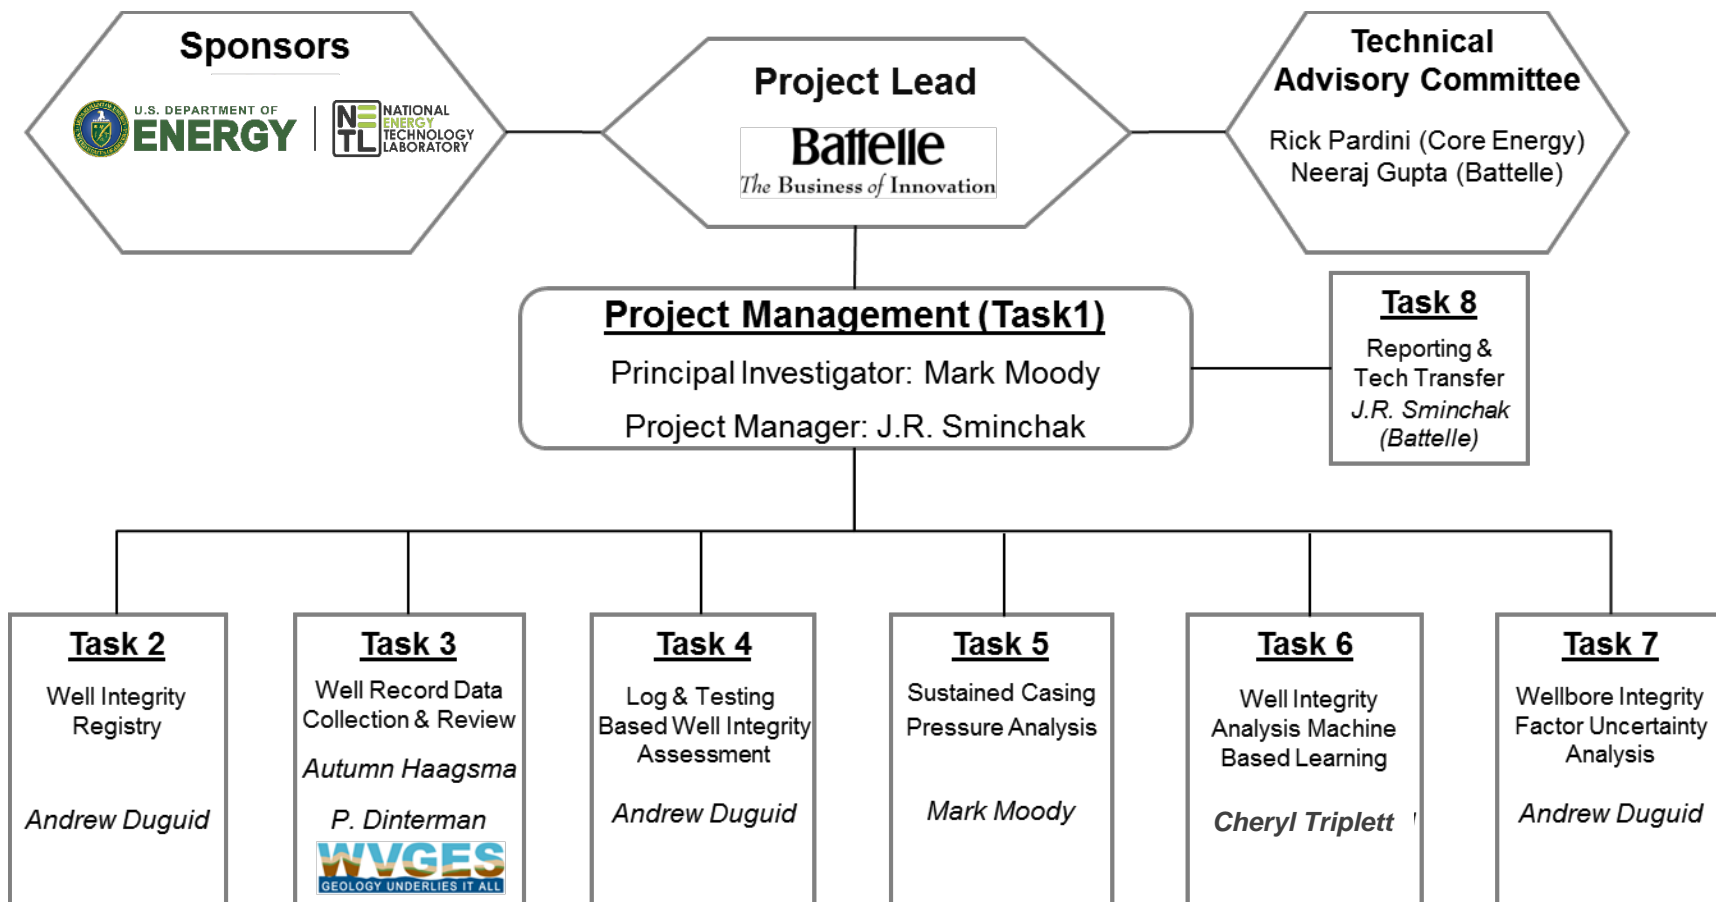 Sponsors
U.S. DEPARTMENT OF
ENERGY
NETL
NATIONAL
ENERGY
TECHNOLOGY
LABORATORY
Project Lead
Battelle
The Business of Innovation
Technical
Advisory Committee
Rick Pardini (Core Energy)
Neeraj Gupta (Battelle)
Project Management (Task1)
Principal Investigator: Mark Moody
Project Manager: J.R. Sminchak
Task 8
Reporting &
Tech Transfer
J.R. Sminchak
(Battelle)
Task 2
Well Integrity
Registry
Andrew Duguid
Task 3
Well Record Data
Collection & Review
Autumn Haagsma
P. Dinterman
WVGES
GEOLOGY UNDERLIES IT ALL
Task 4
Log & Testing
Based Well Integrity
Assessment
Andrew Duguid
Task 5
Sustained Casing
Pressure Analysis
Mark Moody
Task 6
Well Integrity
Analysis Machine
Based Learning
Cheryl Triplett
Task 7
Wellbore Integrity
Factor Uncertainty
Analysis
Andrew Duguid